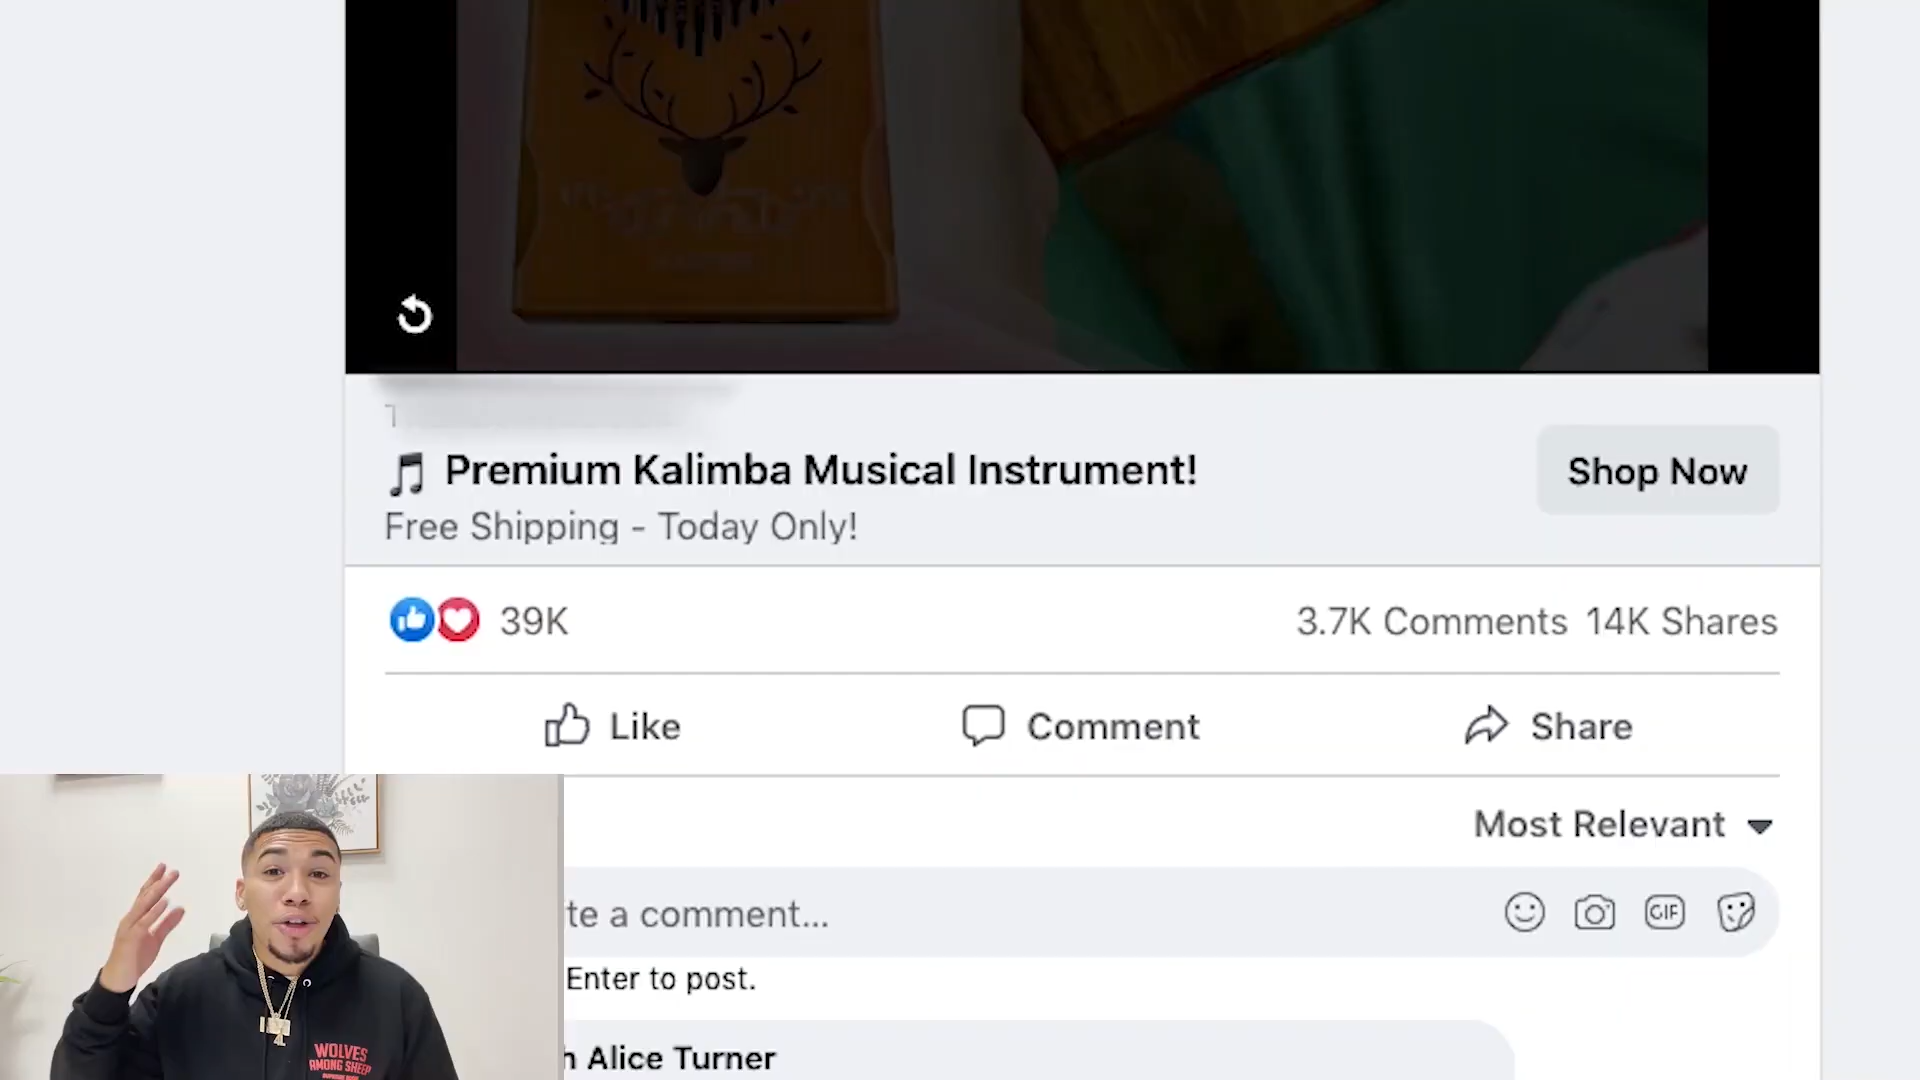 Premium Kalimba Musical Instrument!
Shop Now
Free Shipping - Today Only!
39K
3.7K Comments 14K Shares
Like
Comment
Share
Most Relevant
te a comment...
GIF
Enter to post.
h Alice Turner
WOLVES
AMONG SHEEP